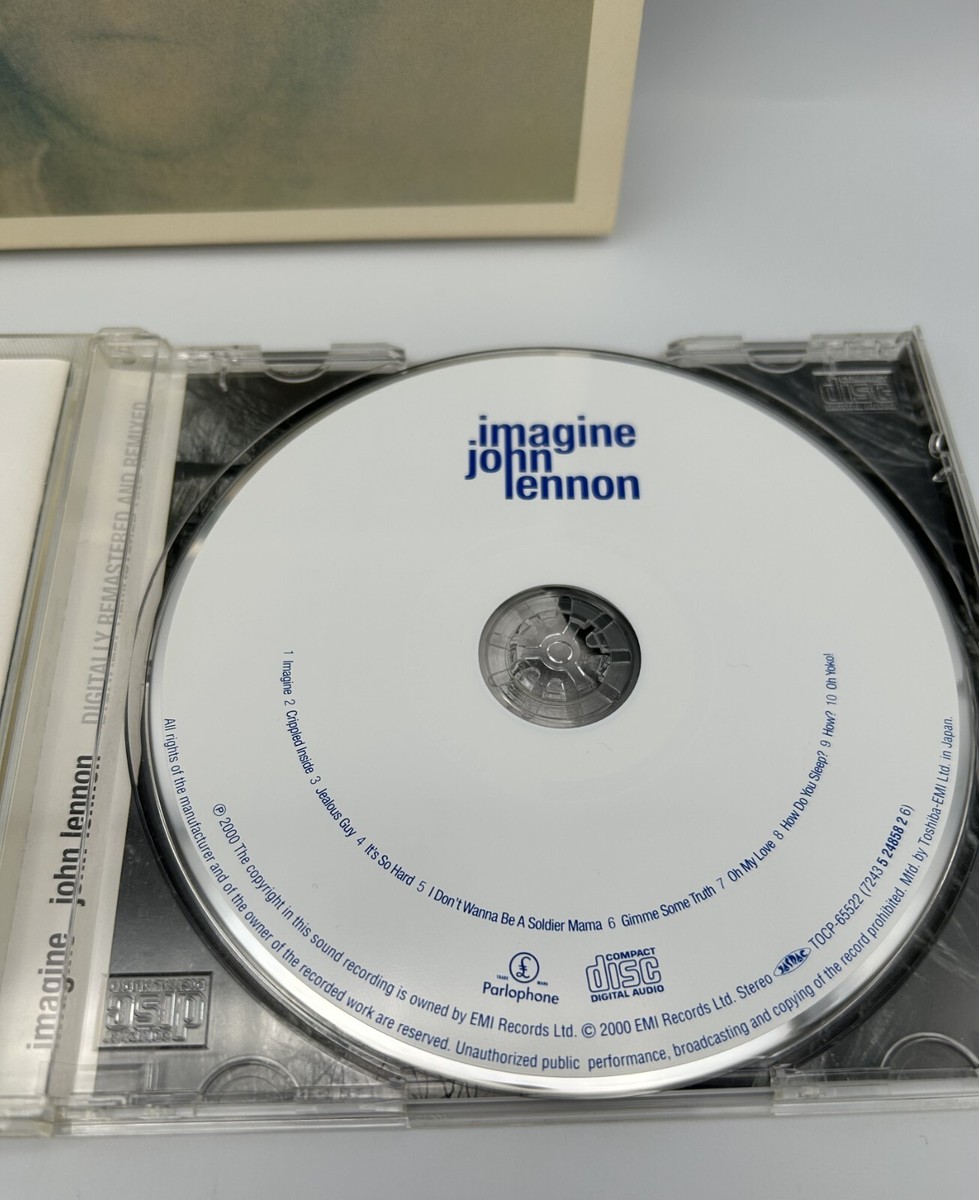 imagine
john
lennon
1 Imagine 2 Crippled Inside 3 Jealous Guy 4 It's So Hard 5 I Don't Wanna Be A Soldier Mama 6 Gimme Some Truth 7 Oh My Love 8 How Do You Sleep? 9 How? 10 Oh Yoko!
TRADE MARK
Parlophone
COMPACT
disc
DIGITAL AUDIO
℗ 2000 The copyright in this sound recording is owned by EMI Records Ltd. © 2000 EMI Records Ltd. Stereo JASRAC TOCP-65522 (7243 5 24858 2 6)
All rights of the manufacturer and of the owner of the recorded work are reserved. Unauthorized public performance, broadcasting and copying of the record prohibited. Mfd. by Toshiba-EMI Ltd. in Japan.
imagine john lennon DIGITALLY REMASTERED AND REMIXED
disc
disc